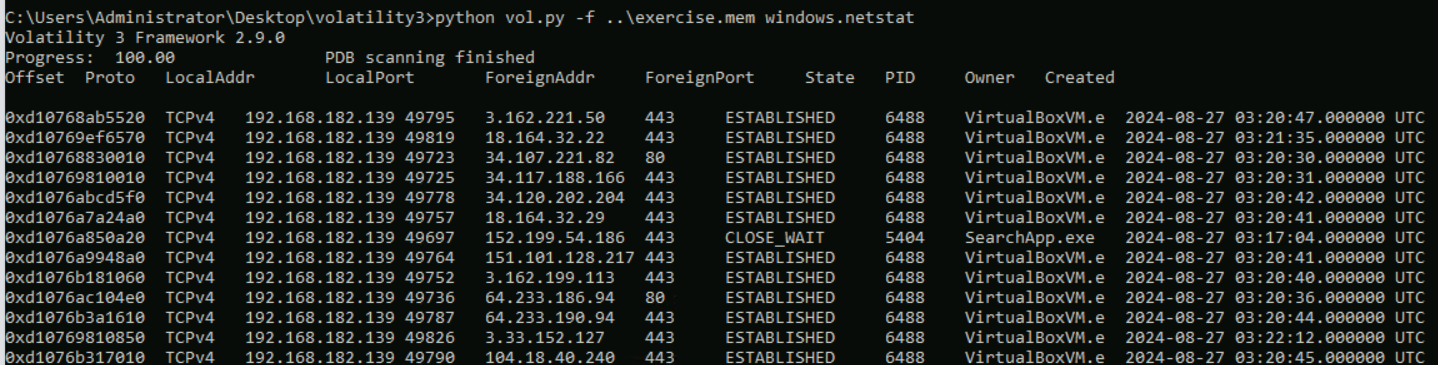 C:\Users\Administrator\Desktop\volatility3>python vol.py -f ..\exercise.mem windows.netstat
Volatility 3 Framework 2.9.0
Progress:  100.00               PDB scanning finished
Offset  Proto   LocalAddr       LocalPort       ForeignAddr     ForeignPort     State   PID     Owner   Created
0xd10768ab5520  TCPv4   192.168.182.139 49795   3.162.221.50    443     ESTABLISHED     6488    VirtualBoxVM.e  2024-08-27 03:20:47.000000 UTC
0xd10769ef6570  TCPv4   192.168.182.139 49819   18.164.32.22    443     ESTABLISHED     6488    VirtualBoxVM.e  2024-08-27 03:21:35.000000 UTC
0xd10768830010  TCPv4   192.168.182.139 49723   34.107.221.82   80      ESTABLISHED     6488    VirtualBoxVM.e  2024-08-27 03:20:30.000000 UTC
0xd10769810010  TCPv4   192.168.182.139 49725   34.117.188.166  443     ESTABLISHED     6488    VirtualBoxVM.e  2024-08-27 03:20:31.000000 UTC
0xd1076abcd5f0  TCPv4   192.168.182.139 49778   34.120.202.204  443     ESTABLISHED     6488    VirtualBoxVM.e  2024-08-27 03:20:42.000000 UTC
0xd1076a7a24a0  TCPv4   192.168.182.139 49757   18.164.32.29    443     ESTABLISHED     6488    VirtualBoxVM.e  2024-08-27 03:20:41.000000 UTC
0xd1076a850a20  TCPv4   192.168.182.139 49697   152.199.54.186  443     CLOSE_WAIT      5404    SearchApp.exe   2024-08-27 03:17:04.000000 UTC
0xd1076a9948a0  TCPv4   192.168.182.139 49764   151.101.128.217 443     ESTABLISHED     6488    VirtualBoxVM.e  2024-08-27 03:20:41.000000 UTC
0xd1076b181060  TCPv4   192.168.182.139 49752   3.162.199.113   443     ESTABLISHED     6488    VirtualBoxVM.e  2024-08-27 03:20:40.000000 UTC
0xd1076ac104e0  TCPv4   192.168.182.139 49736   64.233.186.94   80      ESTABLISHED     6488    VirtualBoxVM.e  2024-08-27 03:20:36.000000 UTC
0xd1076b3a1610  TCPv4   192.168.182.139 49787   64.233.190.94   443     ESTABLISHED     6488    VirtualBoxVM.e  2024-08-27 03:20:44.000000 UTC
0xd10769810850  TCPv4   192.168.182.139 49826   3.33.152.127    443     ESTABLISHED     6488    VirtualBoxVM.e  2024-08-27 03:22:12.000000 UTC
0xd1076b317010  TCPv4   192.168.182.139 49790   104.18.40.240   443     ESTABLISHED     6488    VirtualBoxVM.e  2024-08-27 03:20:45.000000 UTC